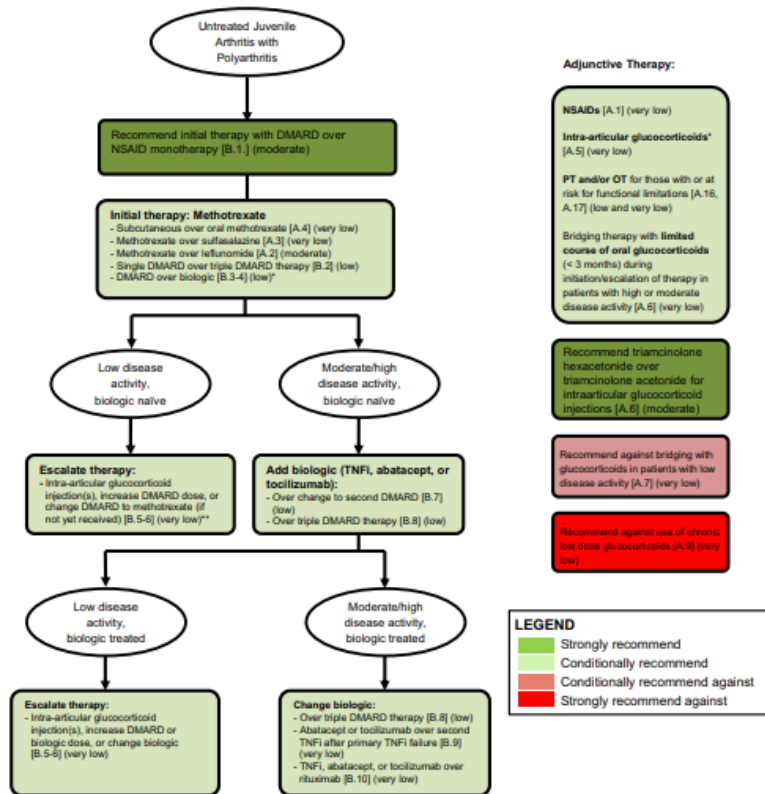 Untreated Juvenile
Arthritis with
Polyarthritis
Recommend initial therapy with DMARD over
NSAID monotherapy [B.1.] (moderate)
Initial therapy: Methotrexate
- Subcutaneous over oral methotrexate [A.4] (very low)
- Methotrexate over sulfasalazine [A.3] (very low)
- Methotrexate over leflunomide [A.2] (moderate)
- Single DMARD over triple DMARD therapy [B.2] (low)
- DMARD over biologic [B.3-4] (low)*
Low disease
activity,
biologic naïve
Moderate/high
disease activity,
biologic naïve
Escalate therapy:
- Intra-articular glucocorticoid
injection(s), increase DMARD dose, or
change DMARD to methotrexate (if
not yet received) [B.5-6] (very low)**
Add biologic (TNFi, abatacept, or
tocilizumab):
- Over change to second DMARD [B.7]
(low)
- Over triple DMARD therapy [B.8] (low)
Low disease
activity,
biologic treated
Moderate/high
disease activity,
biologic treated
Escalate therapy:
- Intra-articular glucocorticoid
injection(s), increase DMARD or
biologic dose, or change biologic
[B.5-6] (very low)
Change biologic:
- Over triple DMARD therapy [B.8] (low)
- Abatacept or tocilizumab over second
TNFi after primary TNFi failure [B.9]
(very low)
- TNFi, abatacept, or tocilizumab over
rituximab [B.10] (very low)
Adjunctive Therapy:
NSAIDs [A.1] (very low)
Intra-articular glucocorticoids*
[A.5] (very low)
PT and/or OT for those with or at
risk for functional limitations [A.16,
A.17] (low and very low)
Bridging therapy with limited
course of oral glucocorticoids
(< 3 months) during
initiation/escalation of therapy in
patients with high or moderate
disease activity [A.6] (very low)
Recommend triamcinolone
hexacetonide over
triamcinolone acetonide for
intraarticular glucocorticoid
injections [A.6] (moderate)
Recommend against bridging with
glucocorticoids in patients with low
disease activity [A.7] (very low)
Recommend against use of chronic
low dose glucocorticoids [A.9] (very
low)
LEGEND
Strongly recommend
Conditionally recommend
Conditionally recommend against
Strongly recommend against